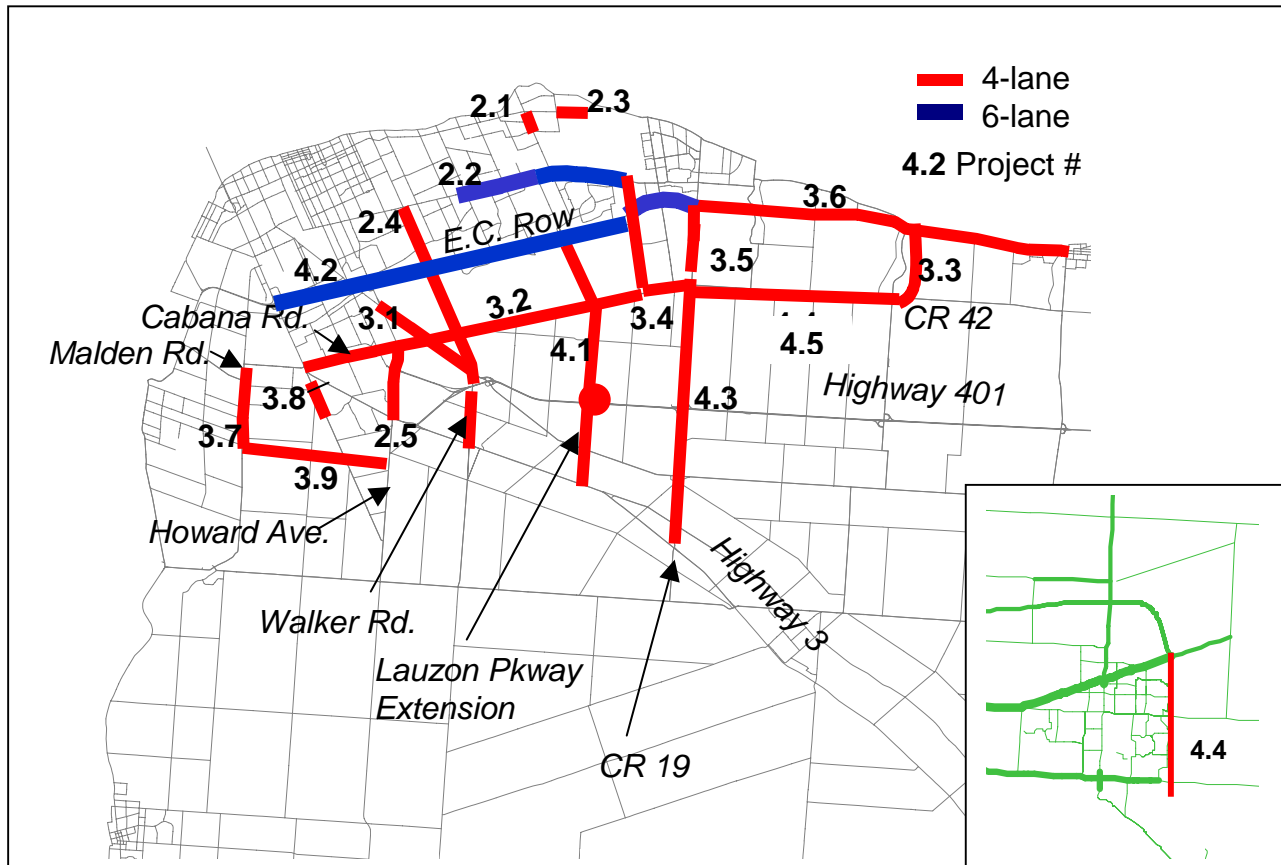 4-lane
6-lane
4.2 Project #
2.1
2.3
2.2
3.6
2.4
E.C. Row
3.5
3.3
4.2
3.2
Cabana Rd.
3.1
3.4
CR 42
Malden Rd.
4.1
4.5
3.8
4.3
Highway 401
3.7
2.5
3.9
Howard Ave.
Highway 3
Walker Rd.
Lauzon Pkway
Extension
CR 19
4.4